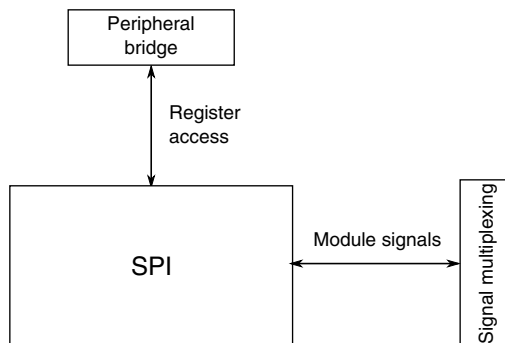 Peripheral
bridge
Register
access
SPI
Module signals
Signal multiplexing